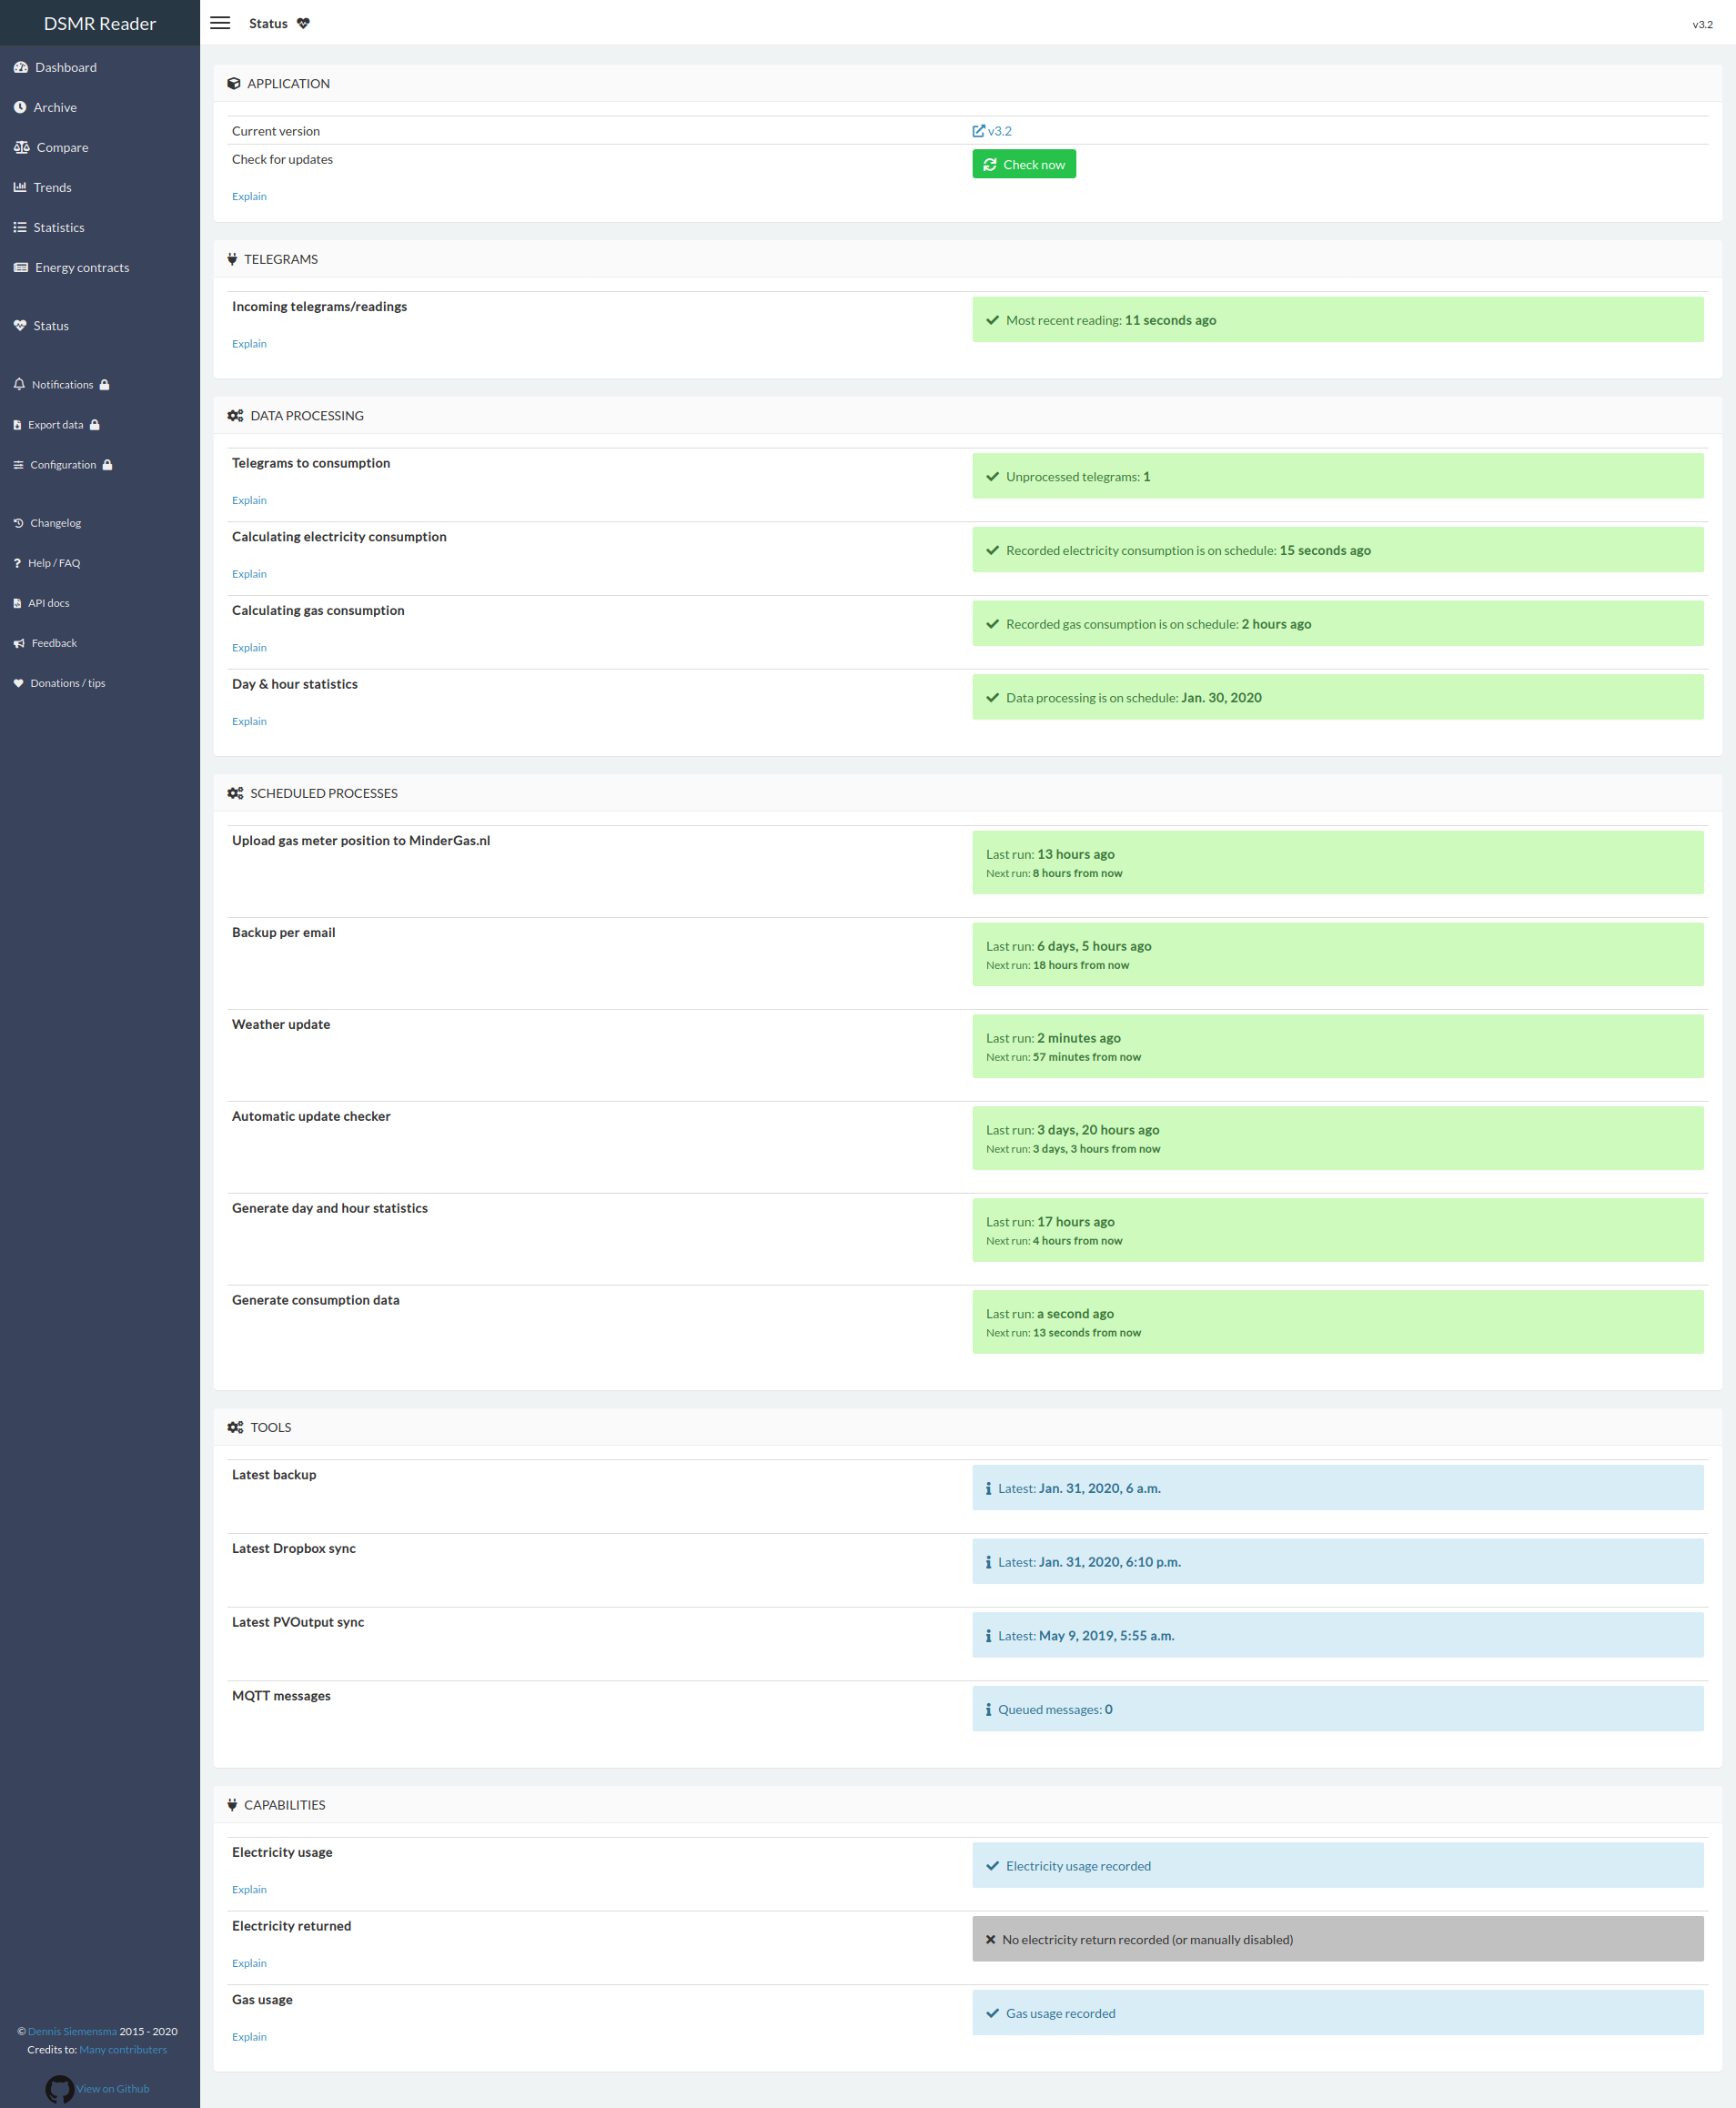 DSMR Reader
Dashboard
Archive
Compare
Trends
Statistics
Energy contracts
Status
Notifications
Export data
Configuration
Changelog
Help / FAQ
API docs
Feedback
Donations / tips
© Dennis Siemensma 2015 - 2020
Credits to: Many contributers
View on Github
Status
v3.2
APPLICATION
Current version
v3.2
Check for updates
Check now
Explain
TELEGRAMS
Incoming telegrams/readings
Most recent reading: 11 seconds ago
Explain
DATA PROCESSING
Telegrams to consumption
Unprocessed telegrams: 1
Explain
Calculating electricity consumption
Recorded electricity consumption is on schedule: 15 seconds ago
Explain
Calculating gas consumption
Recorded gas consumption is on schedule: 2 hours ago
Explain
Day & hour statistics
Data processing is on schedule: Jan. 30, 2020
Explain
SCHEDULED PROCESSES
Upload gas meter position to MinderGas.nl
Last run: 13 hours ago
Next run: 8 hours from now
Backup per email
Last run: 6 days, 5 hours ago
Next run: 18 hours from now
Weather update
Last run: 2 minutes ago
Next run: 57 minutes from now
Automatic update checker
Last run: 3 days, 20 hours ago
Next run: 3 days, 3 hours from now
Generate day and hour statistics
Last run: 17 hours ago
Next run: 4 hours from now
Generate consumption data
Last run: a second ago
Next run: 13 seconds from now
TOOLS
Latest backup
Latest: Jan. 31, 2020, 6 a.m.
Latest Dropbox sync
Latest: Jan. 31, 2020, 6:10 p.m.
Latest PVOutput sync
Latest: May 9, 2019, 5:55 a.m.
MQTT messages
Queued messages: 0
CAPABILITIES
Electricity usage
Electricity usage recorded
Explain
Electricity returned
No electricity return recorded (or manually disabled)
Explain
Gas usage
Gas usage recorded
Explain